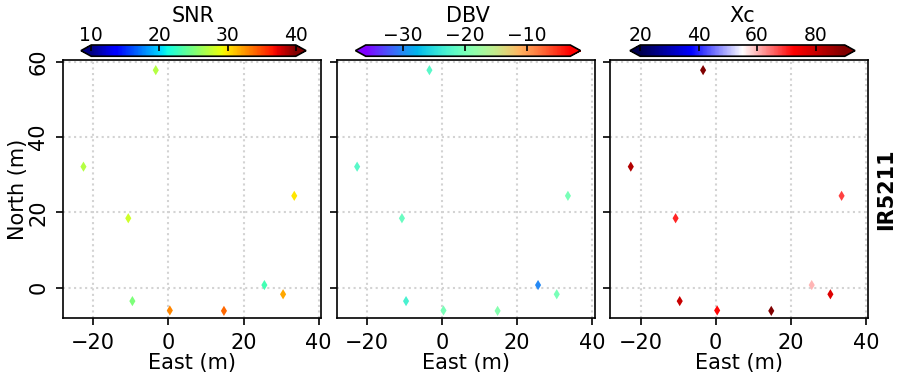 SNR DBV Xc
10 20 30 40 −30 −20 −10 20 40 60 80
60
40
20
0
North (m)
−20 0 20 40 −20 0 20 40 −20 0 20 40
East (m) East (m) East (m)
IR5211